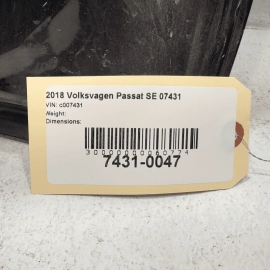 2018 Volksvagen Passat SE 07431
VIN: c007431
Weight:
Dimensions:
30000000060774
7431-0047